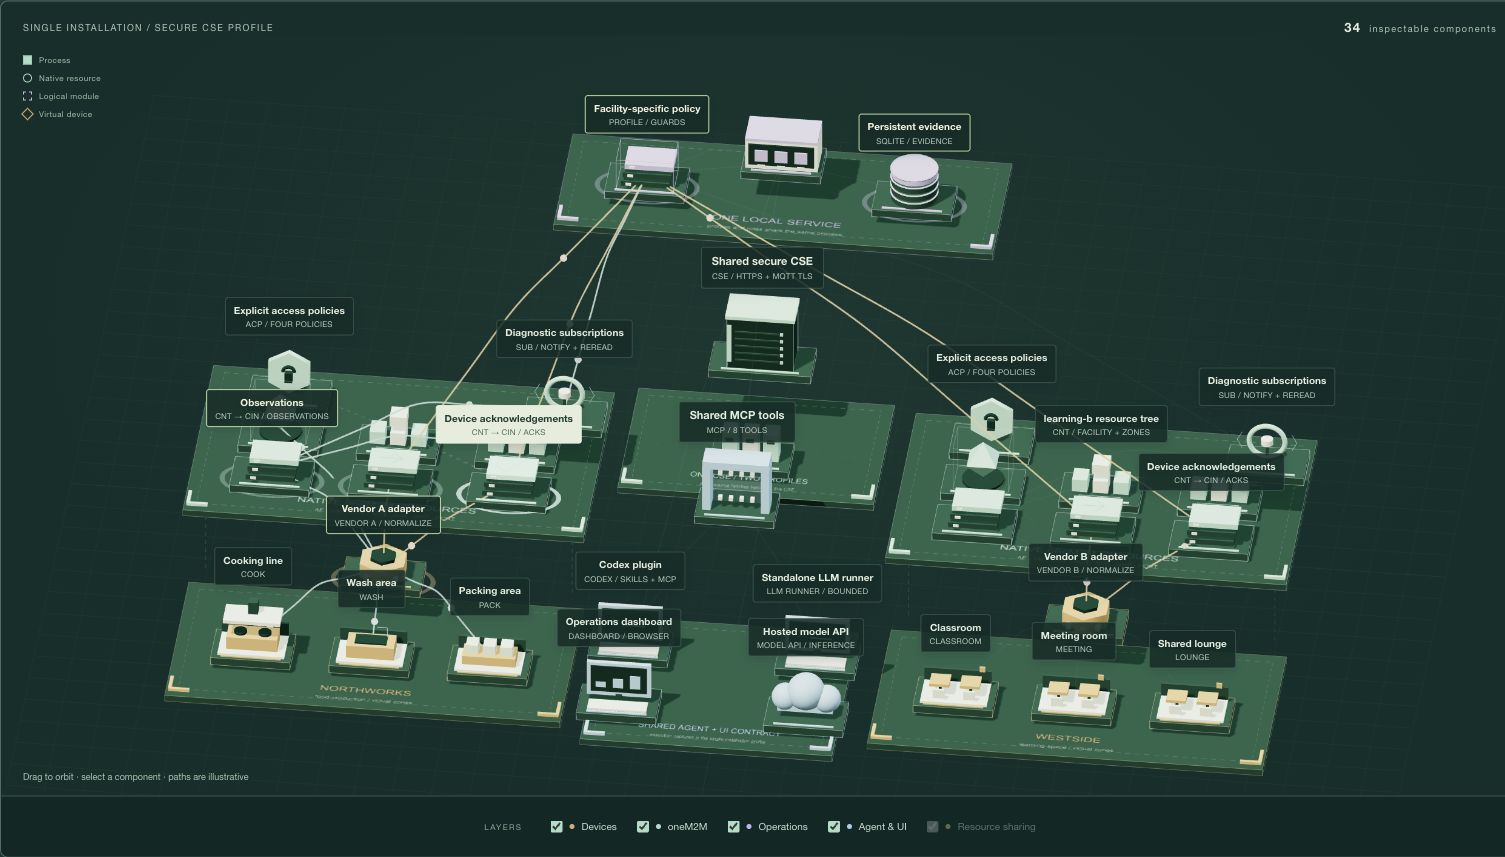 SINGLE INSTALLATION / SECURE CSE PROFILE
34 inspectable components
Process
Native resource
Logical module
Virtual device
Facility-specific policy
PROFILE / GUARDS
Persistent evidence
SQLITE / EVIDENCE
ONE LOCAL SERVICE
Shared secure CSE
CSE / HTTPS + MQTT TLS
Explicit access policies
ACP / FOUR POLICIES
Diagnostic subscriptions
SUB / NOTIFY + REREAD
Explicit access policies
ACP / FOUR POLICIES
Diagnostic subscriptions
SUB / NOTIFY + REREAD
Observations
CNT → CIN / OBSERVATIONS
Device acknowledgements
CNT → CIN / ACKS
Shared MCP tools
MCP / 8 TOOLS
learning-b resource tree
CNT / FACILITY + ZONES
Device acknowledgements
CNT → CIN / ACKS
Vendor A adapter
VENDOR A / NORMALIZE
Vendor B adapter
VENDOR B / NORMALIZE
Cooking line
COOK
Wash area
WASH
Packing area
PACK
Codex plugin
CODEX / SKILLS + MCP
Standalone LLM runner
LLM RUNNER / BOUNDED
Operations dashboard
DASHBOARD / BROWSER
Hosted model API
MODEL API / INFERENCE
Classroom
CLASSROOM
Meeting room
MEETING
Shared lounge
LOUNGE
NORTHWORKS
SHARED AGENT + UI CONTRACT
WESTSIDE
Drag to orbit · select a component · paths are illustrative
LAYERS Devices oneM2M Operations Agent & UI Resource sharing